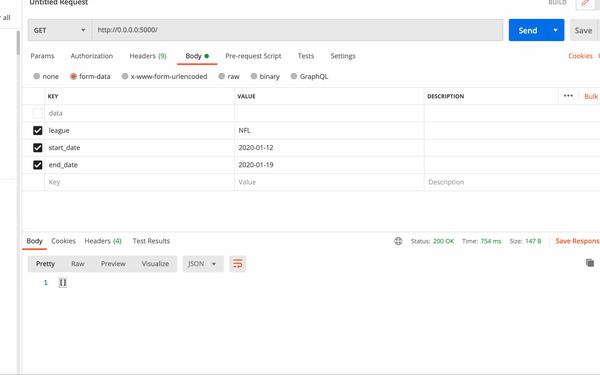 Untitled Request
BUILD
all
GET http://0.0.0.0:5000/ Send Save
Params Authorization Headers (9) Body Pre-request Script Tests Settings Cookies
none form-data x-www-form-urlencoded raw binary GraphQL
KEY VALUE DESCRIPTION ••• Bulk
data
league NFL
start_date 2020-01-12
end_date 2020-01-19
Key Value Description
Body Cookies Headers (4) Test Results Status: 200 OK Time: 754 ms Size: 147 B Save Respons
Pretty Raw Preview Visualize JSON
1 []